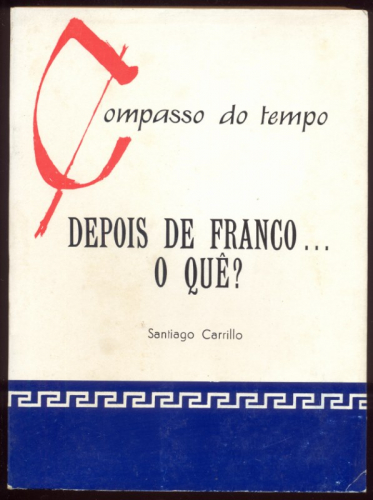 Compasso do tempo
DEPOIS DE FRANCO...
O QUÊ?
Santiago Carrillo